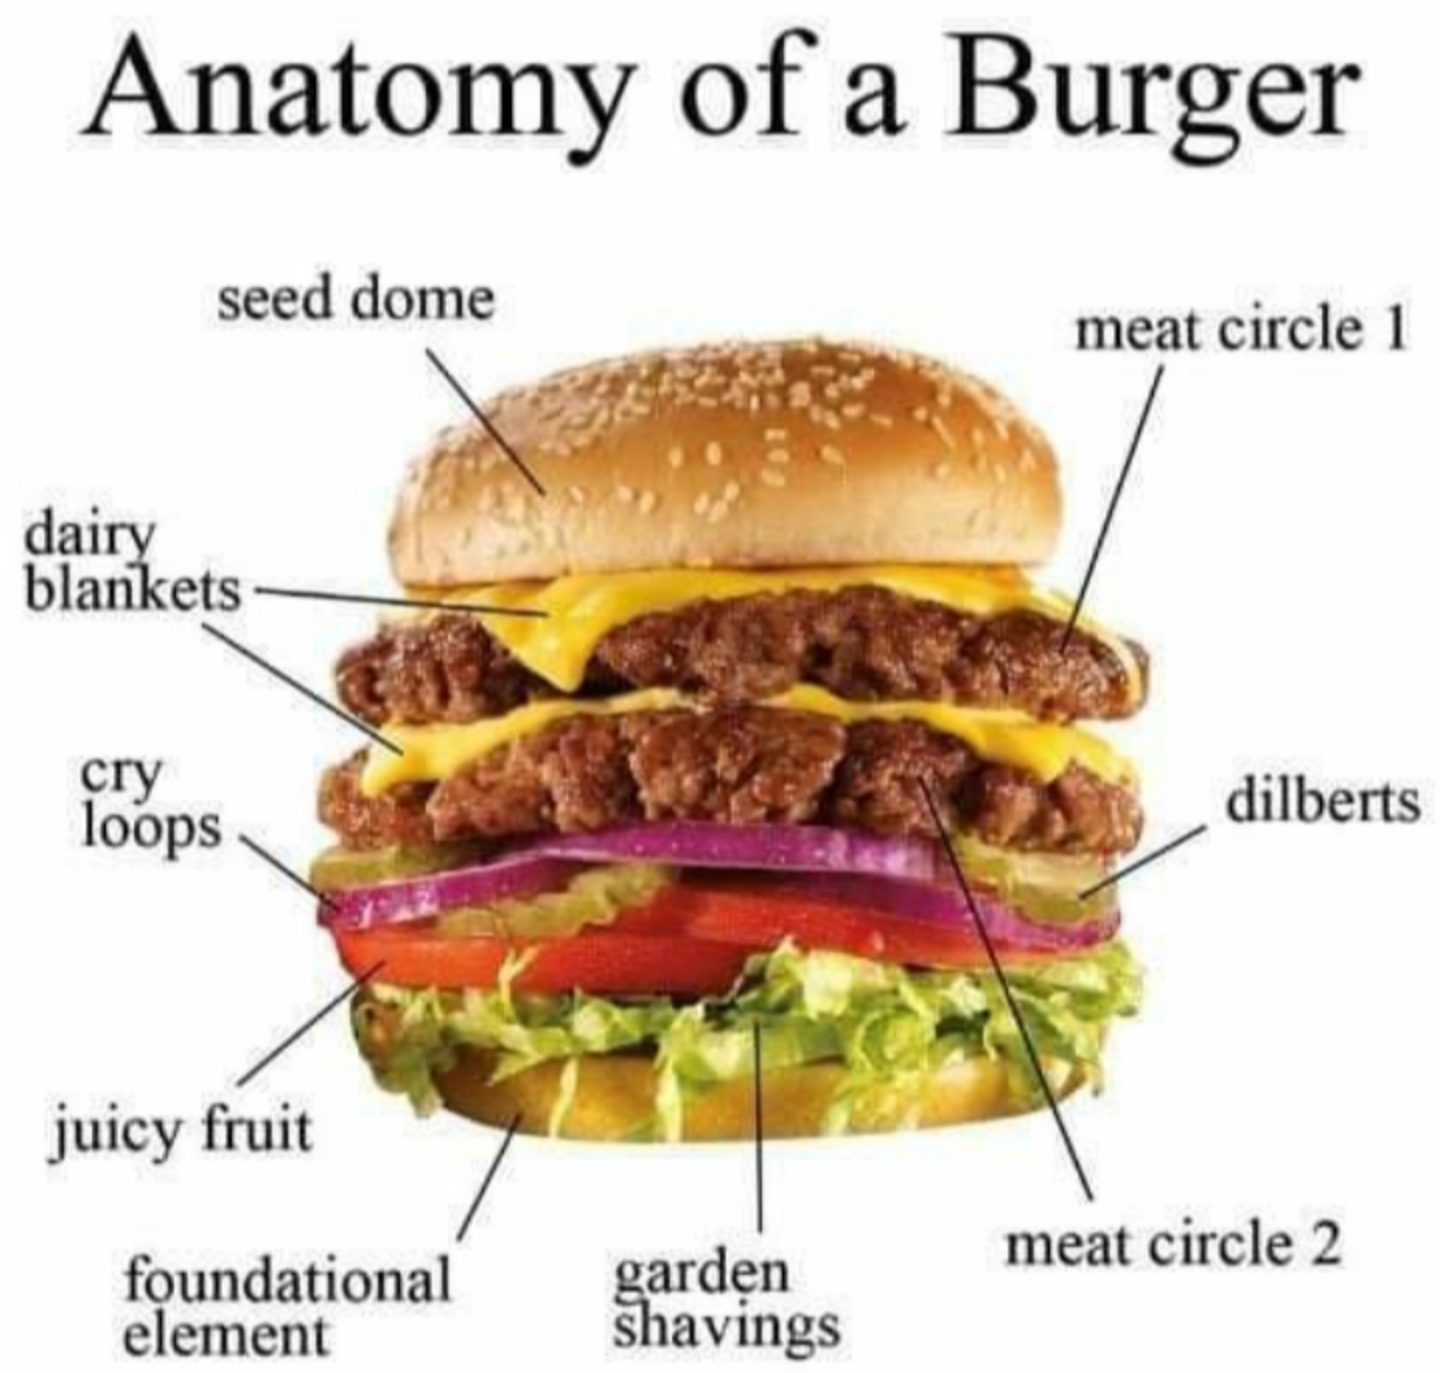 Anatomy of a Burger
seed dome
meat circle 1
dairy
blankets
cry
loops
dilberts
juicy fruit
meat circle 2
foundational
element
garden
shavings